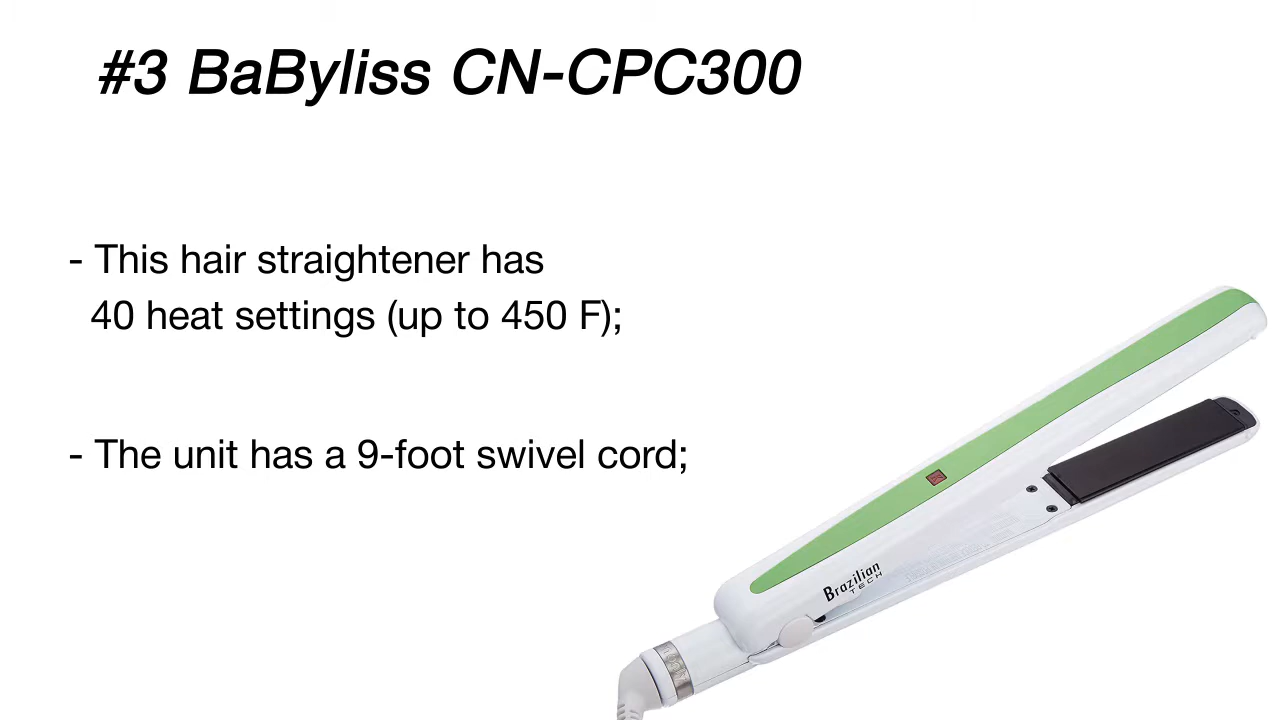 #3 BaByliss CN-CPC300
- This hair straightener has
40 heat settings (up to 450 F);
- The unit has a 9-foot swivel cord;
Brazilian
TECH